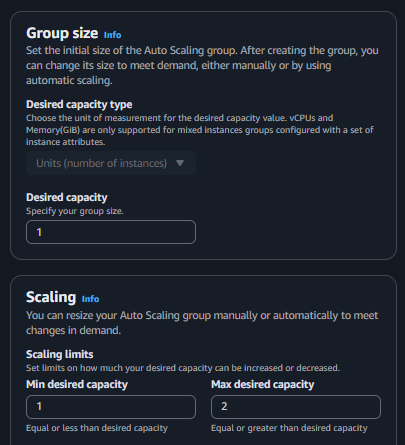 Group size Info
Set the initial size of the Auto Scaling group. After creating the group, you
can change its size to meet demand, either manually or by using
automatic scaling.
Desired capacity type
Choose the unit of measurement for the desired capacity value. vCPUs and
Memory(GiB) are only supported for mixed instances groups configured with a set of
instance attributes.
Units (number of instances)
Desired capacity
Specify your group size.
1
Scaling Info
You can resize your Auto Scaling group manually or automatically to meet
changes in demand.
Scaling limits
Set limits on how much your desired capacity can be increased or decreased.
Min desired capacity Max desired capacity
1 2
Equal or less than desired capacity Equal or greater than desired capacity